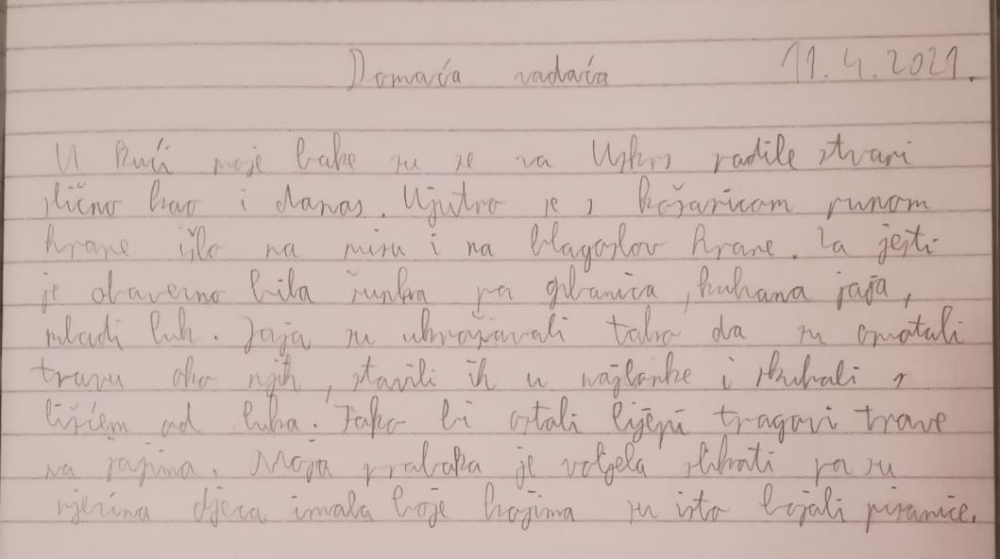 Domaća zadaća 11.4.2021.
U kući moje bake su se za Uskrs radile stvari
slično kao i danas. Ujutro se s košaricom punom
hrane išlo na misu i na blagoslov hrane. Za jesti
je obavezno bila šunka pa gibanica, kuhana jaja,
mladi luk. Jaja su ukrašavali tako da su omotali
travu oko njih, stavili ih u najlonke i skuhali s
lišćem od luka. Tako bi ostali lijepi tragovi trave
na jajima. Moja prabaka je voljela slikati pa su
njezina djeca imala boje kojima su isto bojali pisanice.